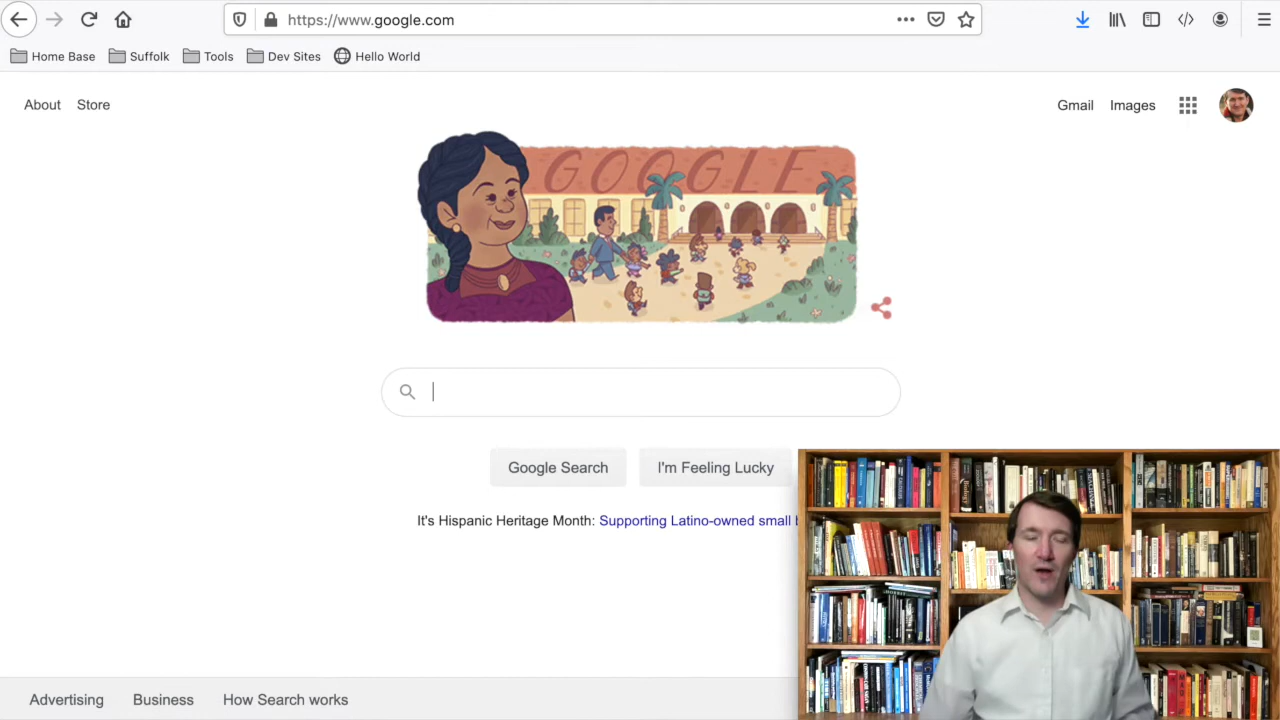 https://www.google.com
Home Base
Suffolk
Tools
Dev Sites
Hello World
About
Store
Gmail
Images
GOOGLE
Google Search
I'm Feeling Lucky
It's Hispanic Heritage Month: Supporting Latino-owned small b
Advertising
Business
How Search works